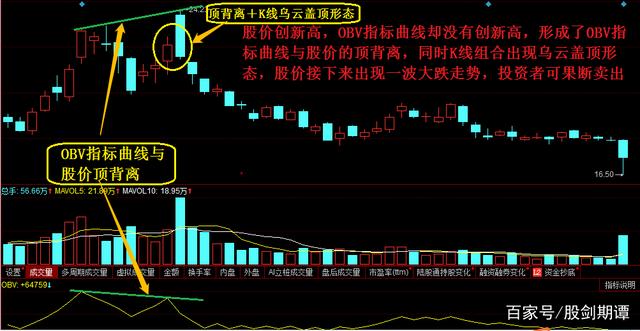 24.23
顶背离+K线乌云盖顶形态
股价创新高，OBV指标曲线却没有创新高，形成了OBV指
标曲线与股价的顶背离，同时K线组合出现乌云盖顶形
态，股价接下来出现一波大跌走势，投资者可果断卖出
OBV指标曲线与
股价顶背离
16.50
总手: 56.66万↑ MAVOL5: 21.89万↑ MAVOL10: 18.95万↑
设置 成交量 多周期成交量 虚拟成交量 金额 换手率 内盘 外盘 AI立桩成交量 盘后成交量 市盈率(ttm) 陆股通持股变化 融资融券变化 L2 资金抄底
OBV: +64759↓ 指标说明
百家号/股剑期谭